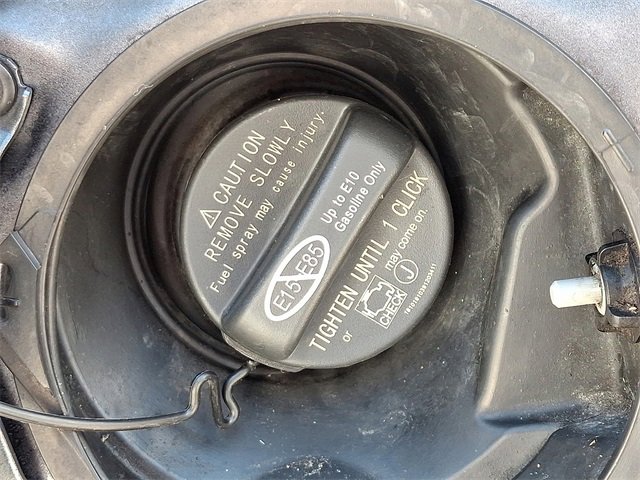 ⚠ CAUTION
REMOVE SLOWLY
Fuel spray may cause injury.
E15 E85
Up to E10
Gasoline Only
TIGHTEN UNTIL 1 CLICK
or
CHECK
may come on.
J